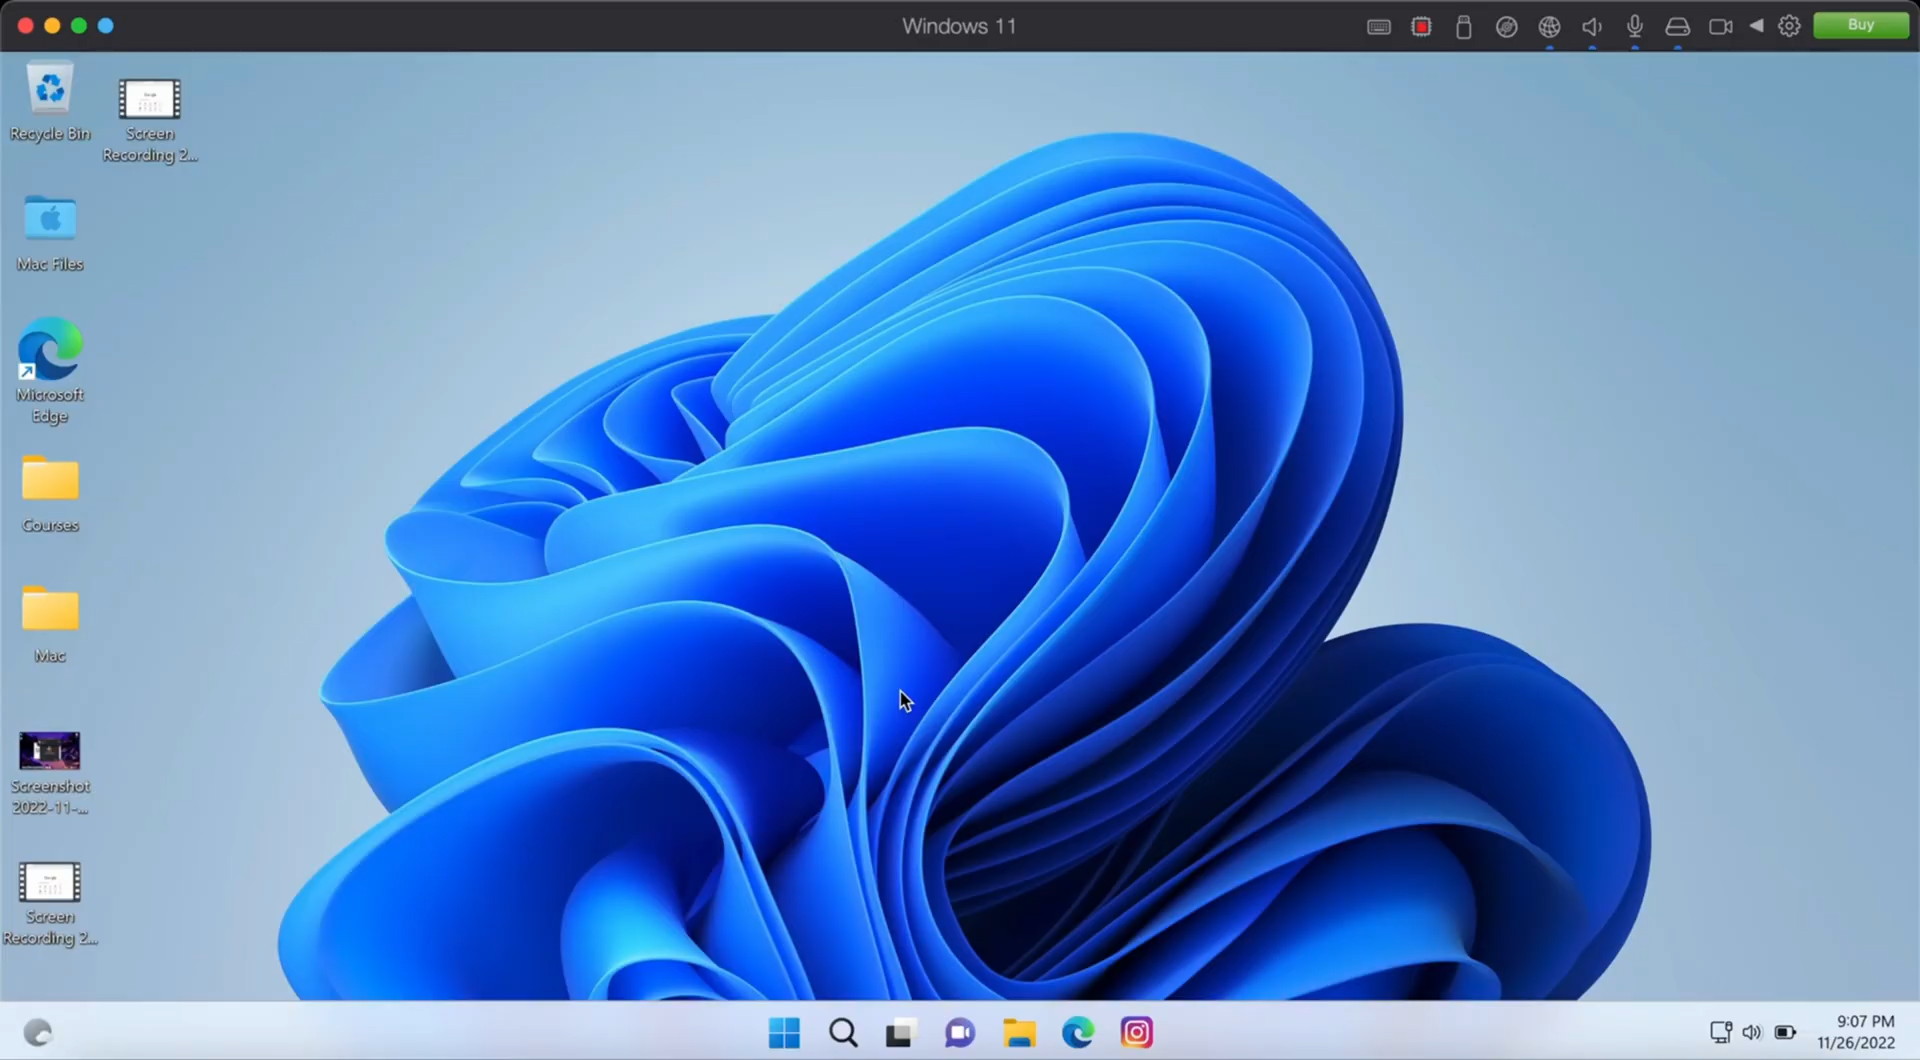 Windows 11
Buy
Recycle Bin
Screen
Recording 2...
Mac Files
Microsoft
Edge
Courses
Mac
Screenshot
2022-11-...
Screen
Recording 2...
9:07 PM
11/26/2022